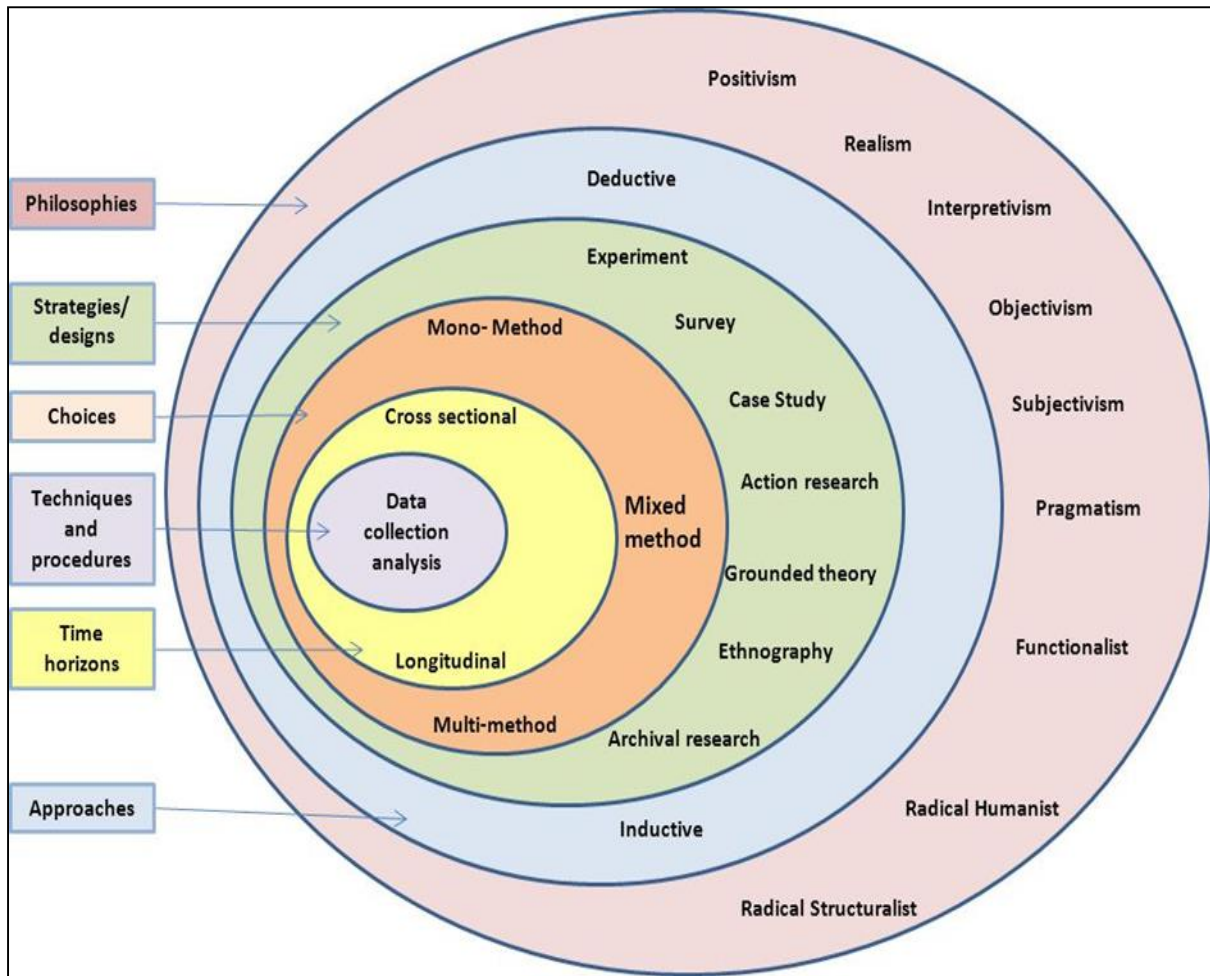 Positivism
Realism
Interpretivism
Objectivism
Subjectivism
Pragmatism
Functionalist
Radical Humanist
Radical Structuralist
Deductive
Inductive
Experiment
Survey
Case Study
Action research
Grounded theory
Ethnography
Archival research
Mono- Method
Mixed
method
Multi-method
Cross sectional
Longitudinal
Data
collection
analysis
Philosophies
Strategies/
designs
Choices
Techniques
and
procedures
Time
horizons
Approaches